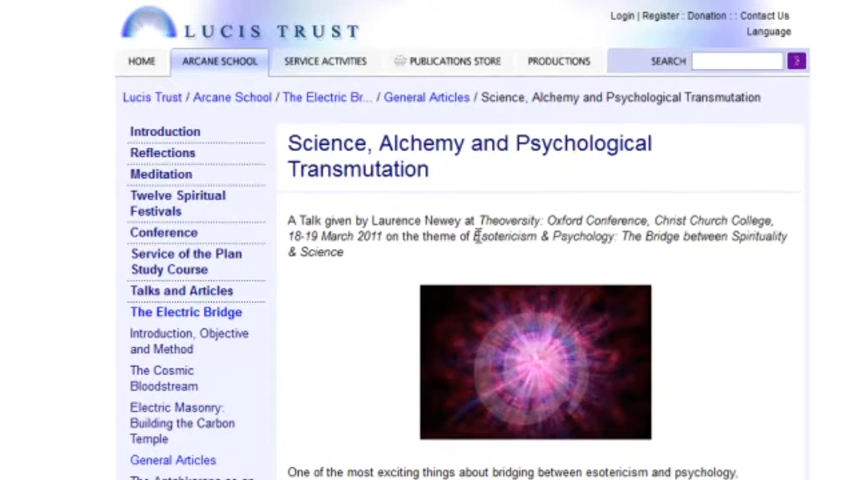 LUCIS TRUST
Login | Register : Donation : : Contact Us
Language
HOME ARCANE SCHOOL SERVICE ACTIVITIES PUBLICATIONS STORE PRODUCTIONS SEARCH
Lucis Trust / Arcane School / The Electric Br... / General Articles / Science, Alchemy and Psychological Transmutation
Introduction
Reflections
Meditation
Twelve Spiritual
Festivals
Conference
Service of the Plan
Study Course
Talks and Articles
The Electric Bridge
Introduction, Objective
and Method
The Cosmic
Bloodstream
Electric Masonry:
Building the Carbon
Temple
General Articles
Science, Alchemy and Psychological
Transmutation
A Talk given by Laurence Newey at Theoversity: Oxford Conference, Christ Church College,
18-19 March 2011 on the theme of Esotericism & Psychology: The Bridge between Spirituality
& Science
One of the most exciting things about bridging between esotericism and psychology,